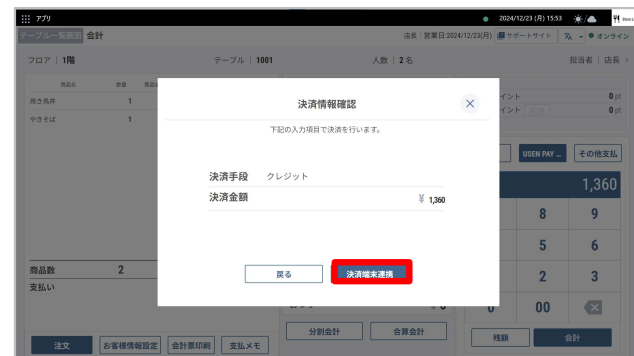 アプリ
2024/12/23 (月) 15:53
テーブル一覧画面 会計
店長 | 営業日:2024/12/23(月) サポートサイト オンライン
フロア | 1階 テーブル | 1001 人数 | 2 名 担当者 | 店長
商品名 数量
焼き鳥丼 1
やきそば 1
0 pt
0 pt
決済情報確認
下記の入力項目で決済を行います。
決済手段 クレジット
決済金額 ¥ 1,360
戻る 決済端末連携
USEN PAY ... その他支払
1,360
8 9
5 6
2 3
0 00
商品数 2
支払い
分割会計 合算会計
残額 会計
注文 お客様情報設定 会計票印刷 支払メモ